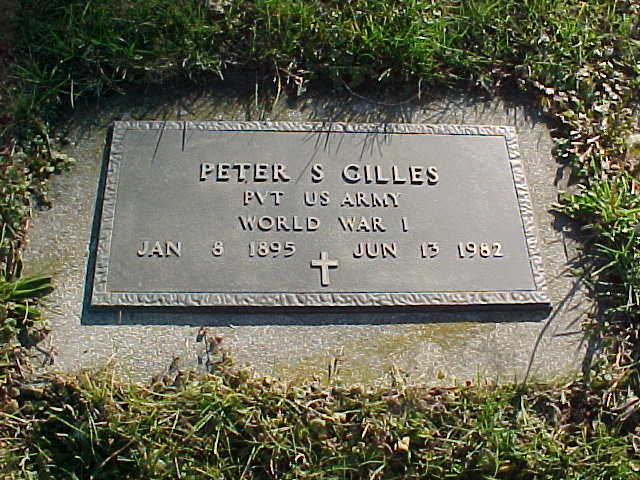 PETER S GILLES
PVT US ARMY
WORLD WAR I
JAN 8 1895 JUN 13 1982